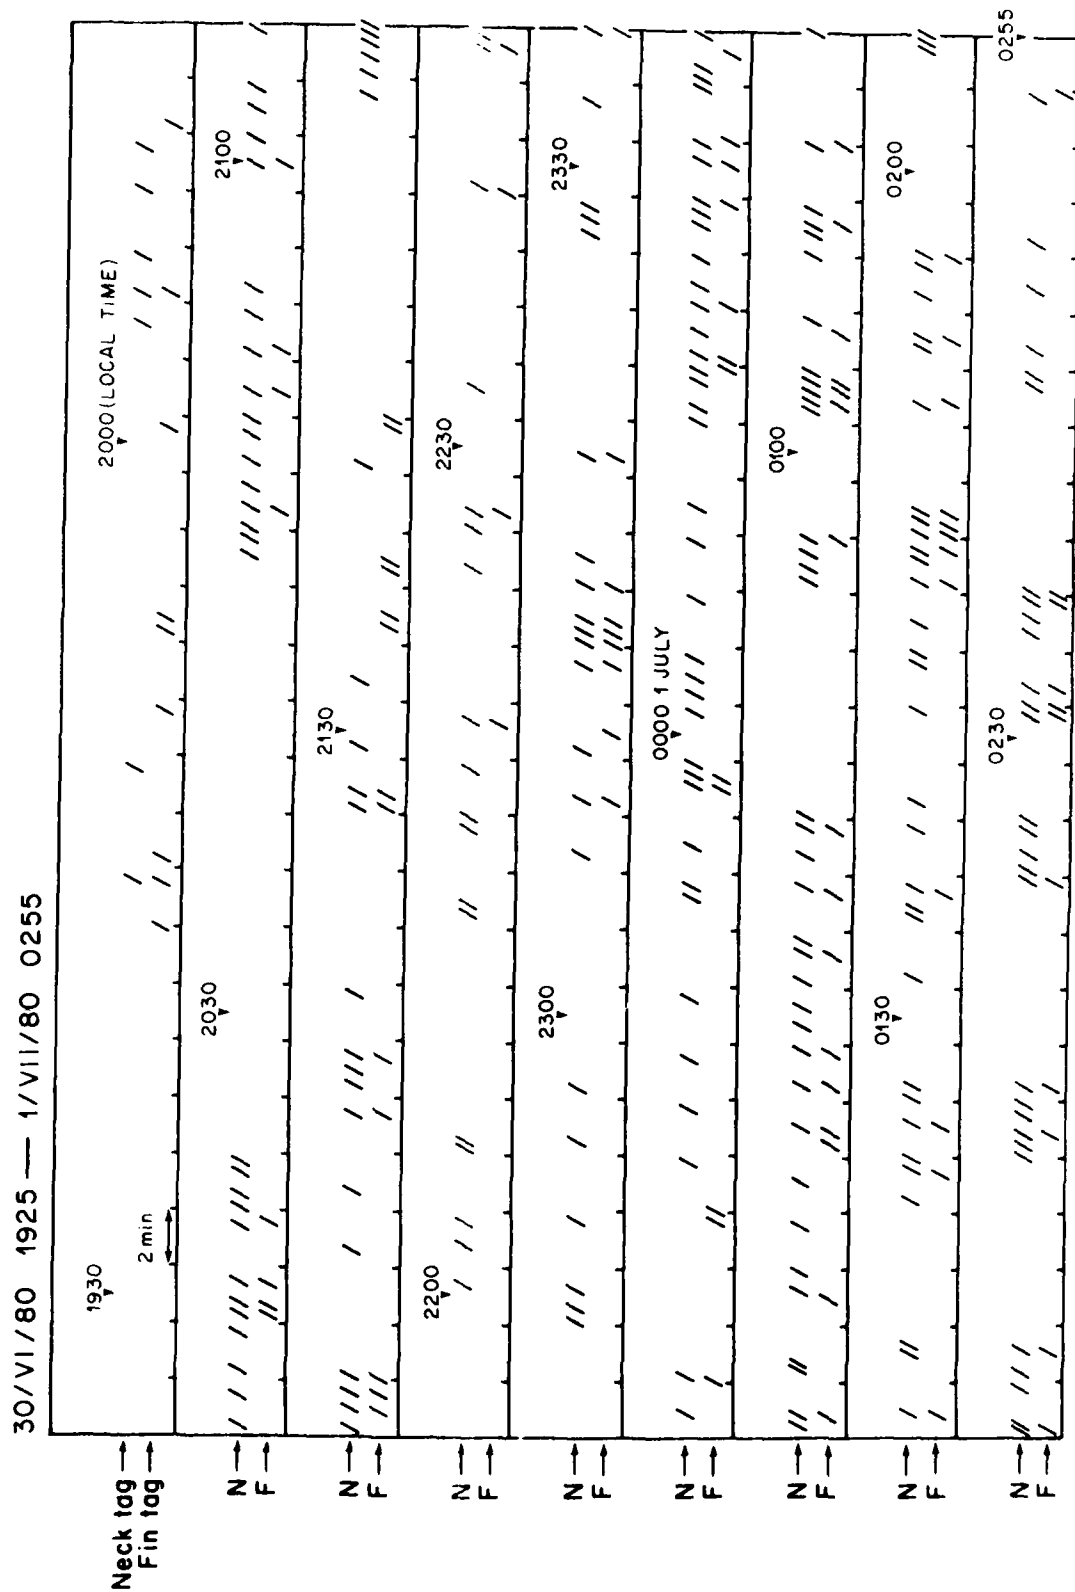 30/VI/80 1925 — 1/VII/80 0255
Neck tag
Fin tag
1930
2 min
2000 (LOCAL TIME)
N
F
2030
2100
N
F
2130
N
F
2200
2230
N
F
2300
2330
N
F
0000 1 JULY
N
F
0100
N
F
0130
0200
N
F
0230
0255